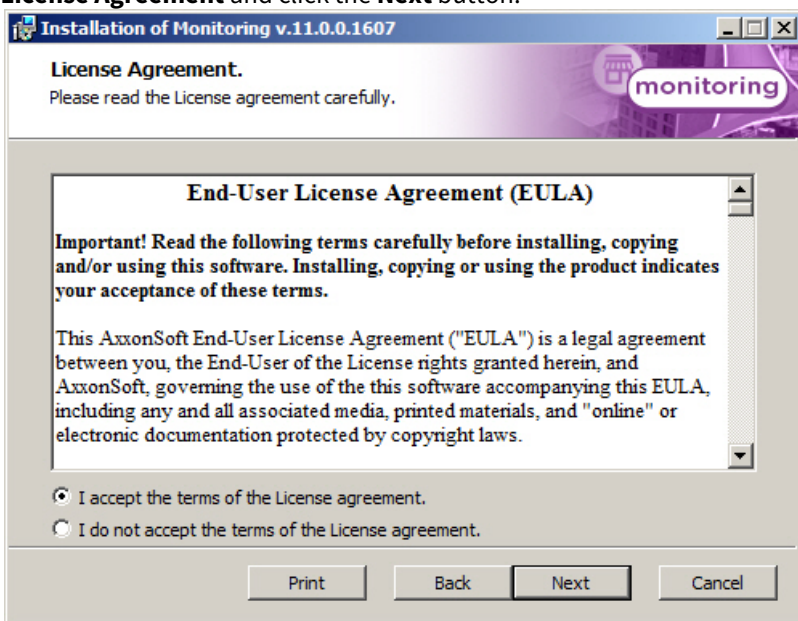 License Agreement and click the Next button.
Installation of Monitoring v.11.0.0.1607
License Agreement.
Please read the License agreement carefully.
monitoring
End-User License Agreement (EULA)
Important! Read the following terms carefully before installing, copying
and/or using this software. Installing, copying or using the product indicates
your acceptance of these terms.
This AxxonSoft End-User License Agreement ("EULA") is a legal agreement
between you, the End-User of the License rights granted herein, and
AxxonSoft, governing the use of the this software accompanying this EULA,
including any and all associated media, printed materials, and "online" or
electronic documentation protected by copyright laws.
I accept the terms of the License agreement.
I do not accept the terms of the License agreement.
Print Back Next Cancel